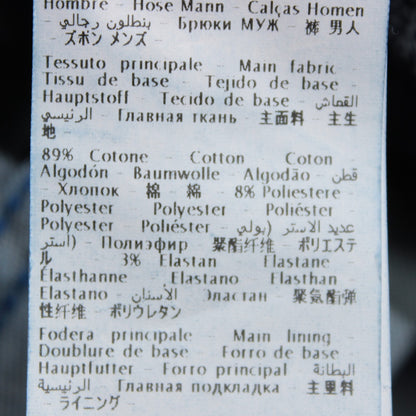 Hombre - Hose Mann - Calças Homen
- بنطلون رجالي - Брюки МУЖ - 裤 男人
- ズボン メンズ -
Tessuto principale - Main fabric -
Tissu de base - Tejido de base -
Hauptstoff - Tecido de base - القماش
الرئيسي - Главная ткань - 主面料 - 主生
地 -
89% Cotone Cotton Coton -
Algodón - Baumwolle - Algodão - قطن
- Хлопок 棉 - 綿 - 8% Poliestere -
Polyester Polyester - Poliéster -
Polyester - Poliéster - عديد الاستر (بولي
استر) - Полиэфир - 聚酯纤维 - ポリエステ
ル 3% Elastan - Elastane -
Élasthanne Elastano - Elasthan -
Elastano - الأستان - Эластан - 聚氨酯弹
性纤维 - ポリウレタン
Fodera principale - Main lining -
Doublure de base - Forro de base -
Hauptfutter - Forro principal - البطانة
الرئيسية - Главная подкладка - 主里料
- ライニング -